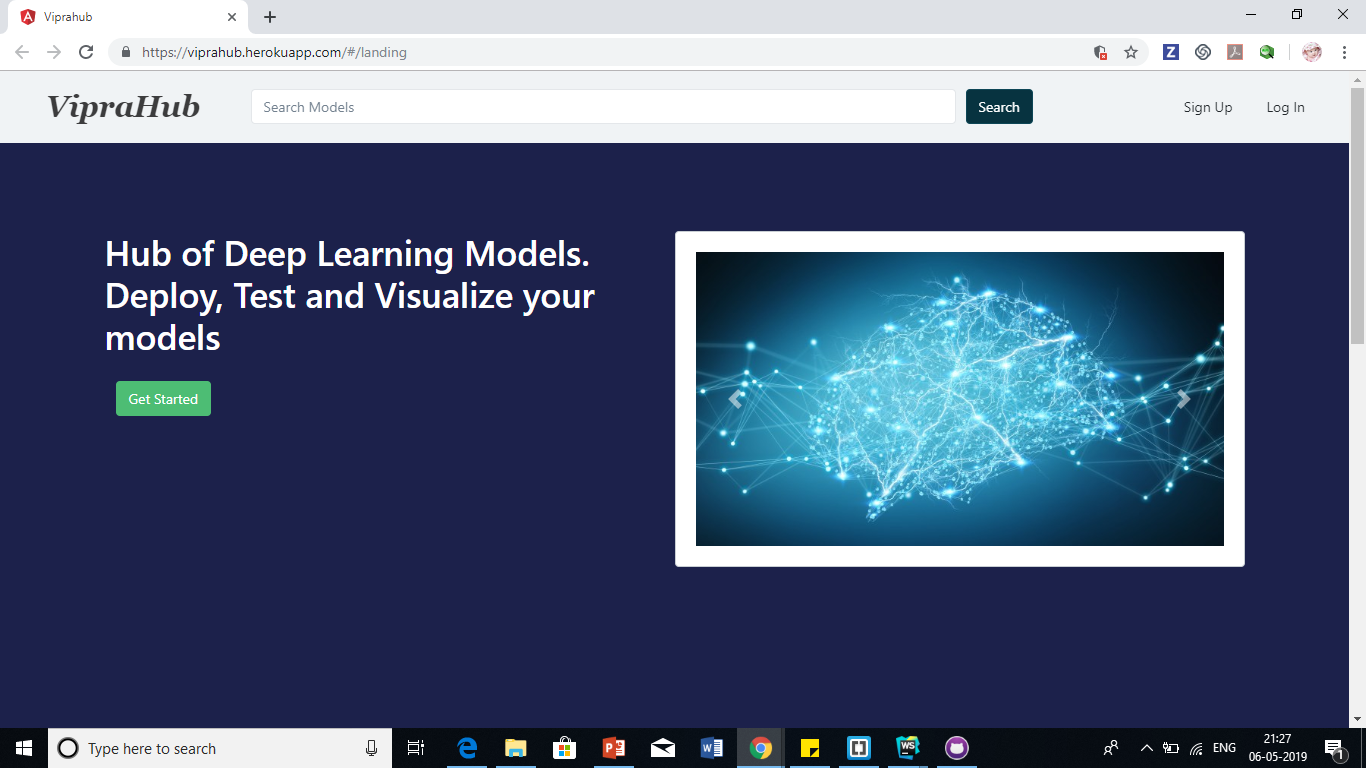 Viprahub
https://viprahub.herokuapp.com/#/landing
VipraHub
Search Models
Search
Sign Up
Log In
Hub of Deep Learning Models.
Deploy, Test and Visualize your
models
Get Started
Type here to search
ENG
21:27
06-05-2019
1